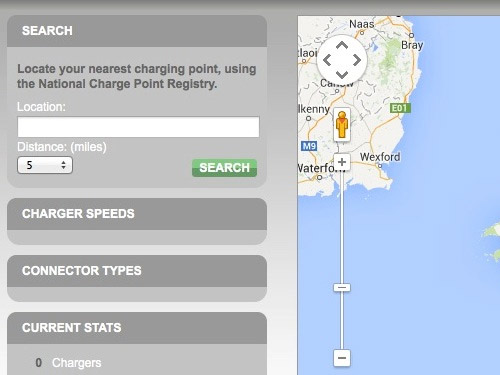 SEARCH
Locate your nearest charging point, using
the National Charge Point Registry.
Location:
Distance: (miles)
5
SEARCH
CHARGER SPEEDS
CONNECTOR TYPES
CURRENT STATS
0 Chargers
Naas
Bray
Carlow
E01
M9
Wexford
Waterford